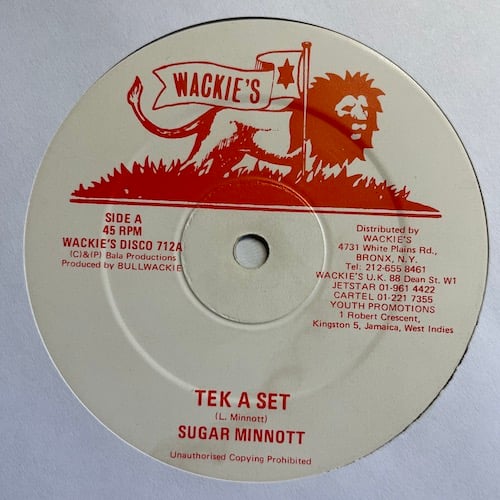 WACKIE'S
SIDE A
45 RPM
WACKIE'S DISCO 712A
(C)&(P) Bala Productions
Produced by BULLWACKIE
Distributed by
WACKIE'S
4731 White Plains Rd.,
BRONX, N.Y.
Tel: 212-655 8461
WACKIE'S U.K. 88 Dean St. W1
JETSTAR 01-961 4422
CARTEL 01-221 7355
YOUTH PROMOTIONS
1 Robert Crescent,
Kingston 5, Jamaica, West Indies
TEK A SET
(L. Minnott)
SUGAR MINNOTT
Unauthorised Copying Prohibited